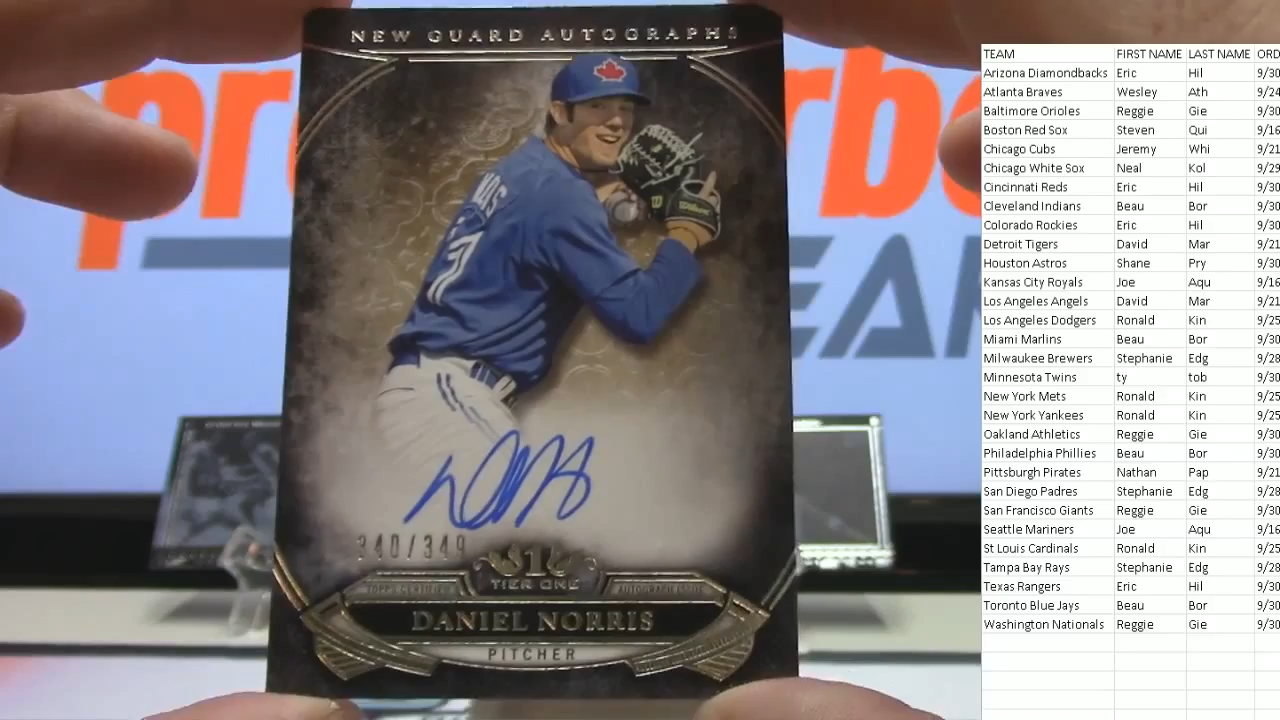 NEW GUARD AUTOGRAPHS
340/349
1
TIER ONE
TOPPS CERTIFIED
AUTOGRAPH ISSUE
DANIEL NORRIS
PITCHER
TEAM FIRST NAME LAST NAME ORD
Arizona Diamondbacks Eric Hil 9/30
Atlanta Braves Wesley Ath 9/24
Baltimore Orioles Reggie Gie 9/30
Boston Red Sox Steven Qui 9/16
Chicago Cubs Jeremy Whi 9/21
Chicago White Sox Neal Kol 9/29
Cincinnati Reds Eric Hil 9/30
Cleveland Indians Beau Bor 9/30
Colorado Rockies Eric Hil 9/30
Detroit Tigers David Mar 9/21
Houston Astros Shane Pry 9/30
Kansas City Royals Joe Aqu 9/16
Los Angeles Angels David Mar 9/21
Los Angeles Dodgers Ronald Kin 9/25
Miami Marlins Beau Bor 9/30
Milwaukee Brewers Stephanie Edg 9/28
Minnesota Twins ty tob 9/30
New York Mets Ronald Kin 9/25
New York Yankees Ronald Kin 9/25
Oakland Athletics Reggie Gie 9/30
Philadelphia Phillies Beau Bor 9/30
Pittsburgh Pirates Nathan Pap 9/21
San Diego Padres Stephanie Edg 9/28
San Francisco Giants Reggie Gie 9/30
Seattle Mariners Joe Aqu 9/16
St Louis Cardinals Ronald Kin 9/25
Tampa Bay Rays Stephanie Edg 9/28
Texas Rangers Eric Hil 9/30
Toronto Blue Jays Beau Bor 9/30
Washington Nationals Reggie Gie 9/30